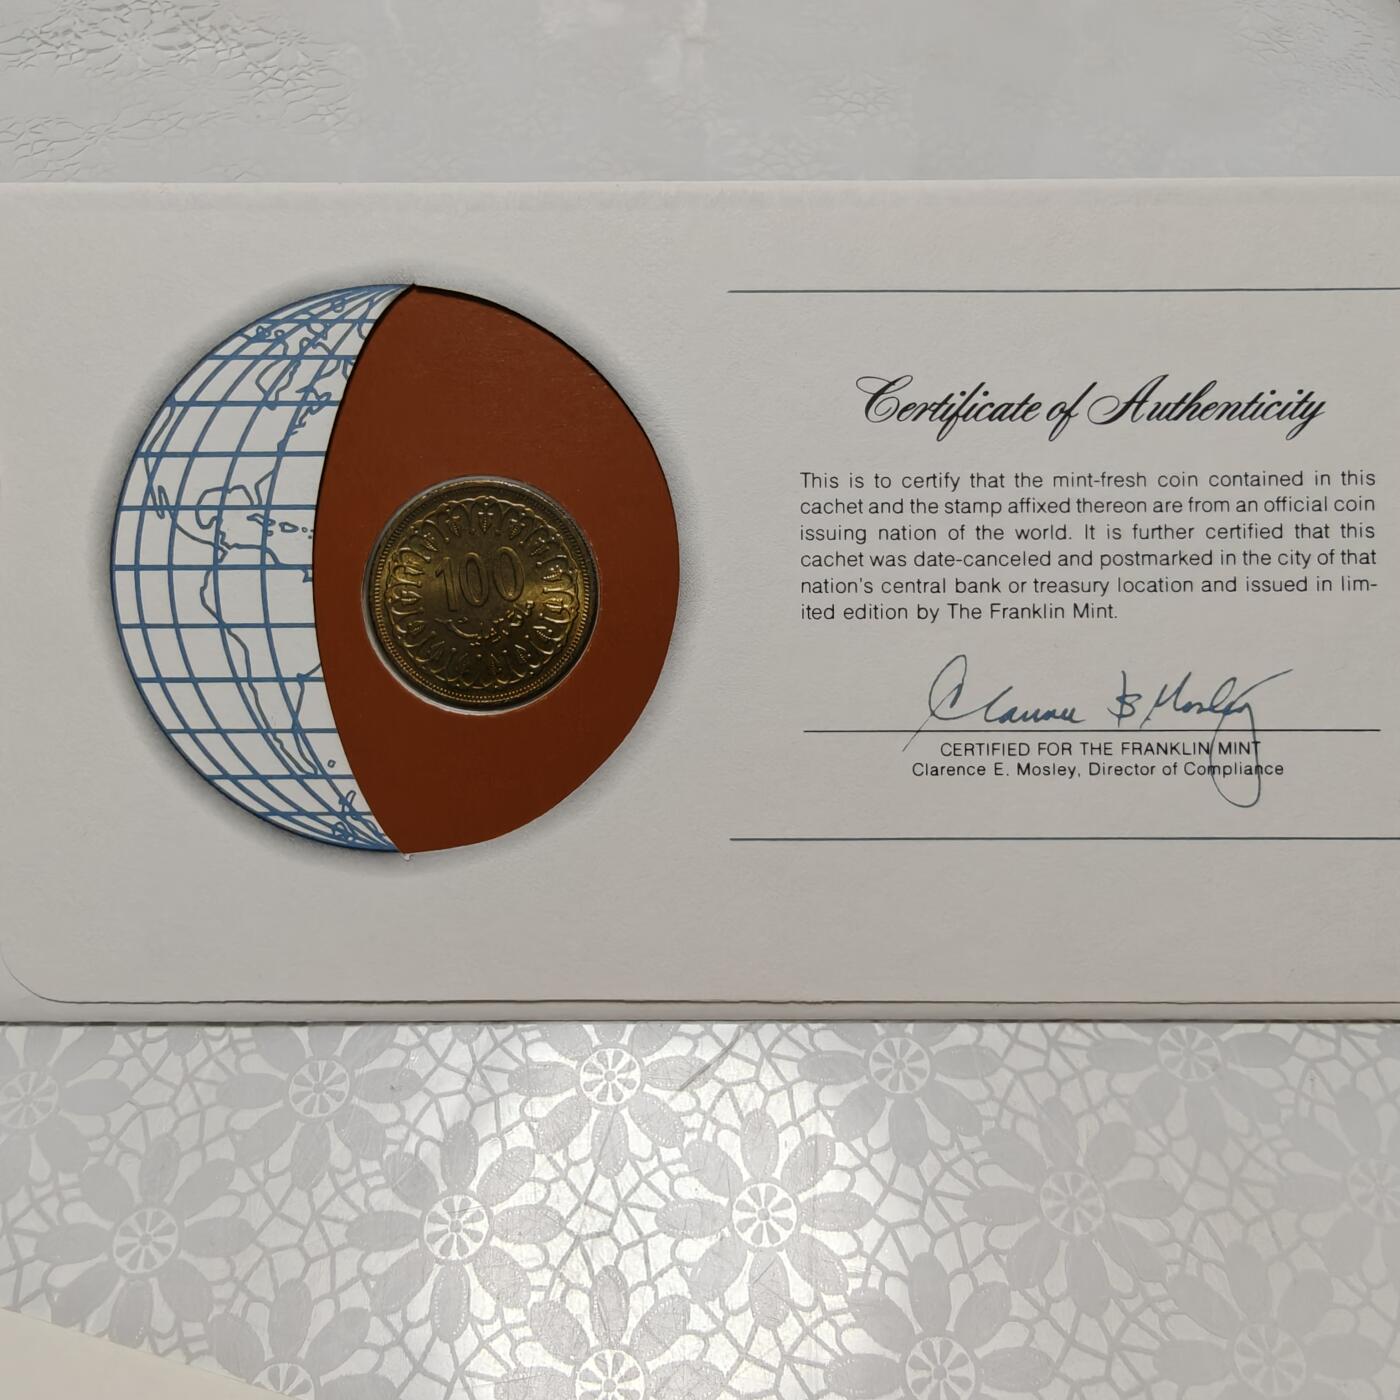 100
Certificate of Authenticity
This is to certify that the mint-fresh coin contained in this
cachet and the stamp affixed thereon are from an official coin
issuing nation of the world. It is further certified that this
cachet was date-canceled and postmarked in the city of that
nation's central bank or treasury location and issued in lim-
ited edition by The Franklin Mint.
Clarence E Mosley
CERTIFIED FOR THE FRANKLIN MINT
Clarence E. Mosley, Director of Compliance